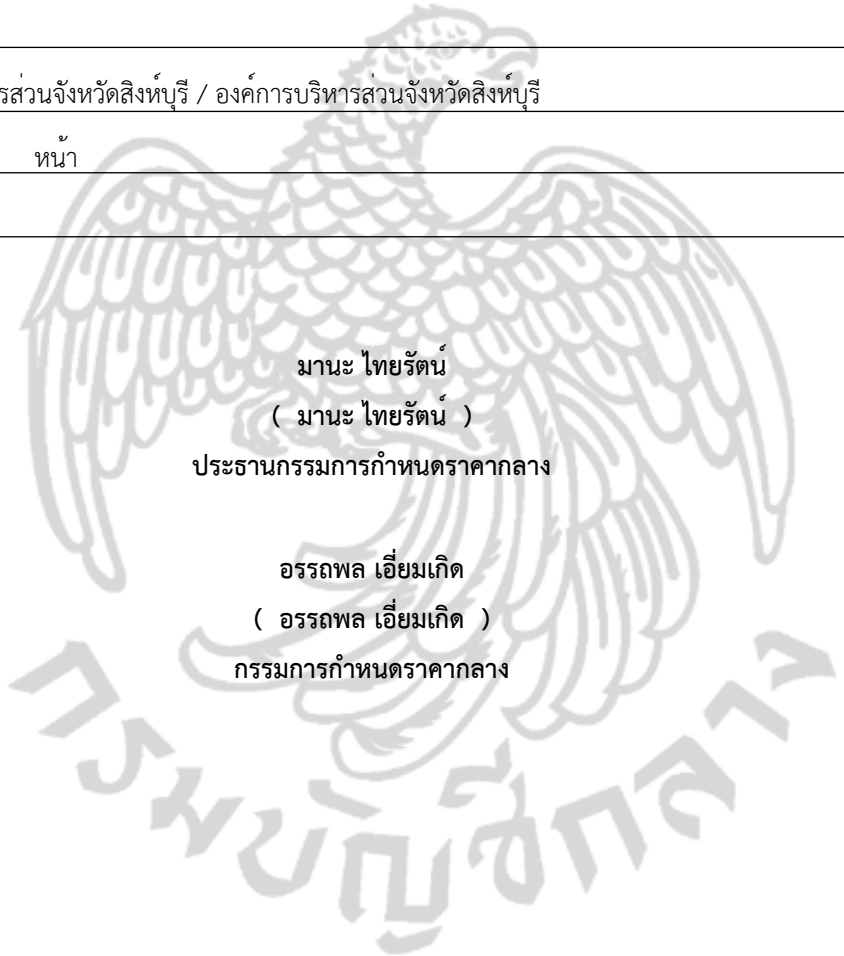 รส่วนจังหวัดสิงห์บุรี / องค์การบริหารส่วนจังหวัดสิงห์บุรี
หน้า
มานะ ไทยรัตน์
( มานะ ไทยรัตน์ )
ประธานกรรมการกำหนดราคากลาง
อรรถพล เอี่ยมเกิด
( อรรถพล เอี่ยมเกิด )
กรรมการกำหนดราคากลาง
กรมบัญชีกลาง